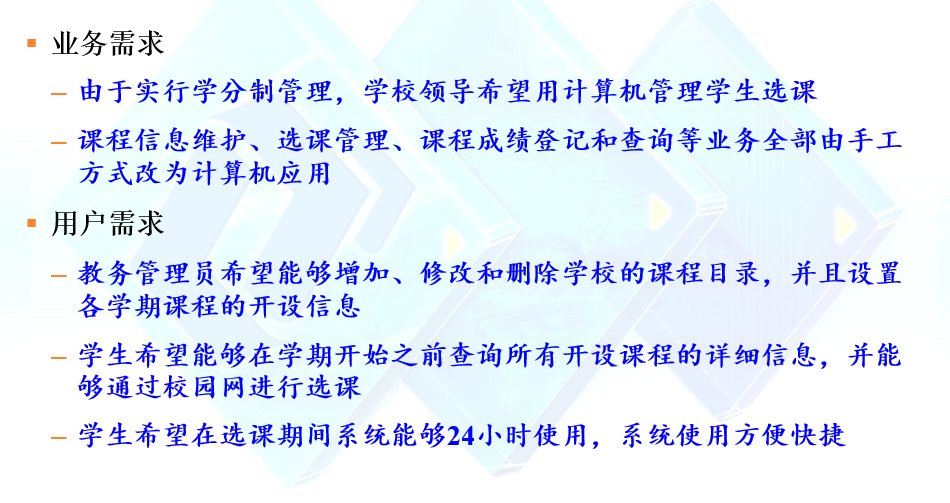 业务需求
– 由于实行学分制管理，学校领导希望用计算机管理学生选课
– 课程信息维护、选课管理、课程成绩登记和查询等业务全部由手工
方式改为计算机应用
用户需求
– 教务管理员希望能够增加、修改和删除学校的课程目录，并且设置
各学期课程的开设信息
– 学生希望能够在学期开始之前查询所有开设课程的详细信息，并能
够通过校园网进行选课
– 学生希望在选课期间系统能够24小时使用，系统使用方便快捷